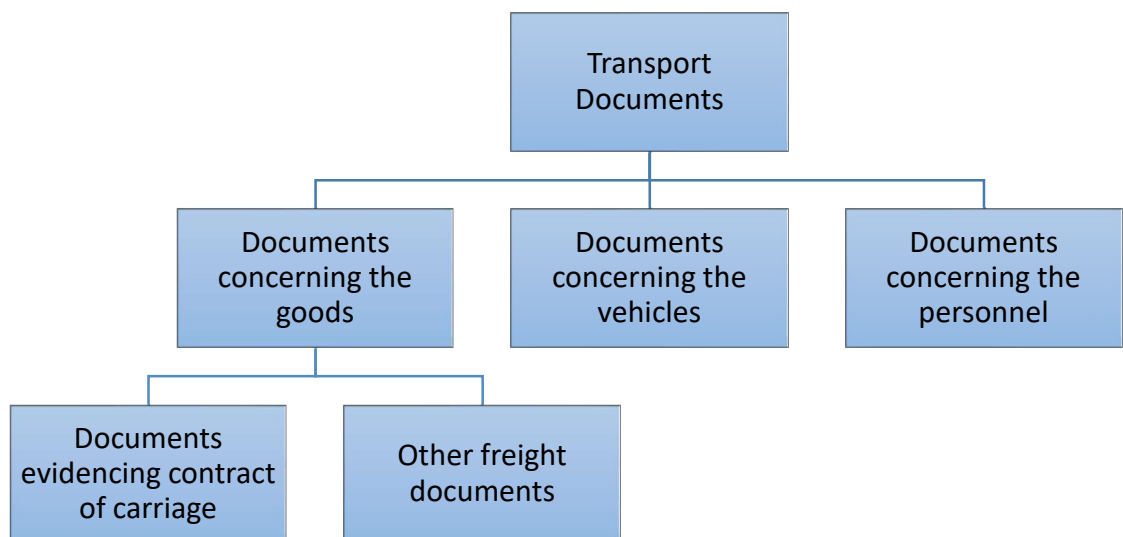 Transport
Documents
Documents
concerning the
goods
Documents
concerning the
vehicles
Documents
concerning the
personnel
Documents
evidencing contract
of carriage
Other freight
documents